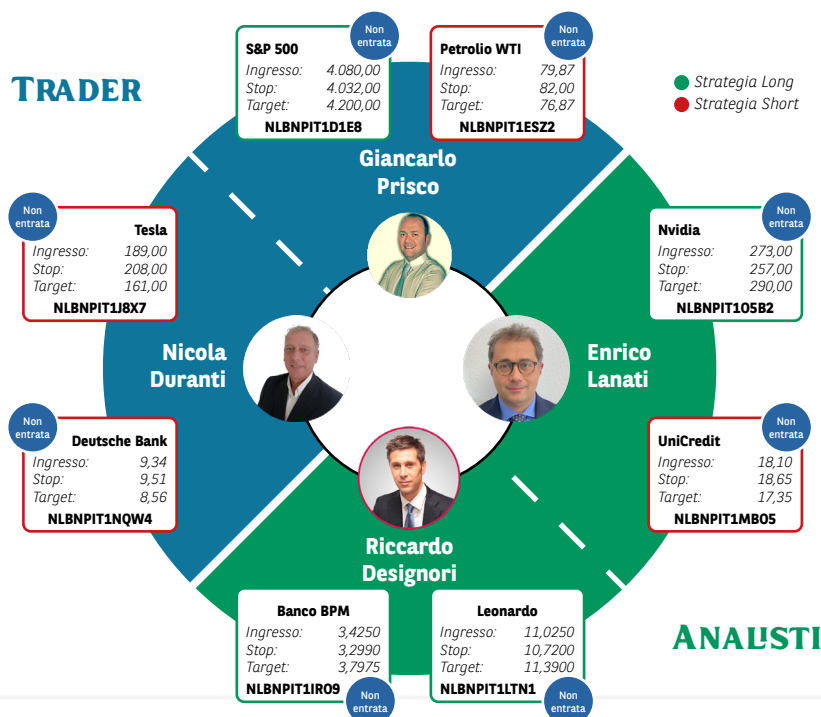 TRADER
Non
entrata
S&P 500
Ingresso: 4.080,00
Stop: 4.032,00
Target: 4.200,00
NLBNPIT1D1E8
Non
entrata
Petrolio WTI
Ingresso: 79,87
Stop: 82,00
Target: 76,87
NLBNPIT1ESZ2
Strategia Long
Strategia Short
Giancarlo
Prisco
Non
entrata
Tesla
Ingresso: 189,00
Stop: 208,00
Target: 161,00
NLBNPIT1J8X7
Non
entrata
Nvidia
Ingresso: 273,00
Stop: 257,00
Target: 290,00
NLBNPIT1O5B2
Nicola
Duranti
Enrico
Lanati
Non
entrata
Deutsche Bank
Ingresso: 9,34
Stop: 9,51
Target: 8,56
NLBNPIT1NQW4
Non
entrata
UniCredit
Ingresso: 18,10
Stop: 18,65
Target: 17,35
NLBNPIT1MBO5
Riccardo
Designori
Banco BPM
Ingresso: 3,4250
Stop: 3,2990
Target: 3,7975
NLBNPIT1IRO9
Non
entrata
Leonardo
Ingresso: 11,0250
Stop: 10,7200
Target: 11,3900
NLBNPIT1LTN1
Non
entrata
ANALISTI